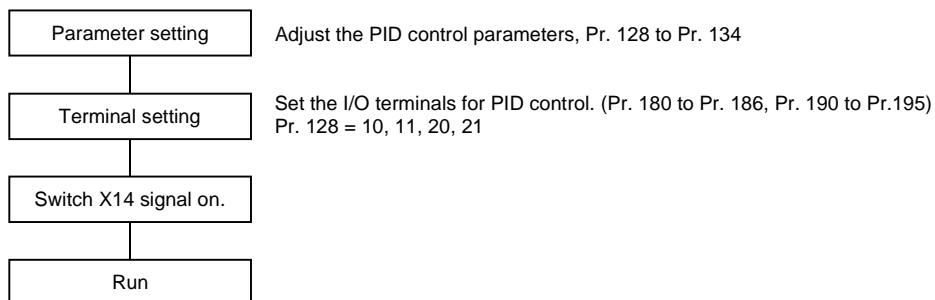 Parameter setting
Adjust the PID control parameters, Pr. 128 to Pr. 134
Terminal setting
Set the I/O terminals for PID control. (Pr. 180 to Pr. 186, Pr. 190 to Pr.195)
Pr. 128 = 10, 11, 20, 21
Switch X14 signal on.
Run